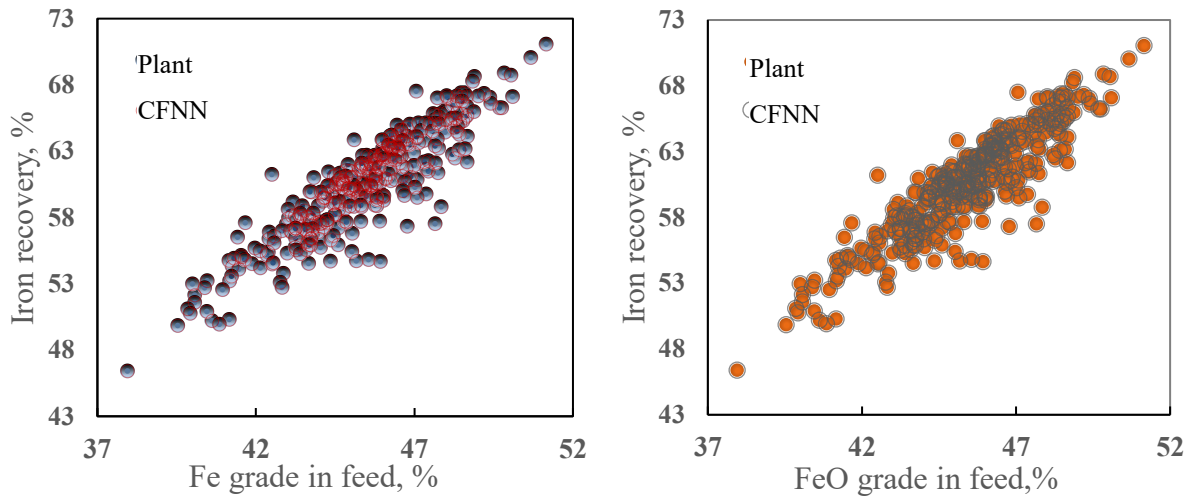 73
68
63
58
53
48
43
Iron recovery, %
Plant
CFNN
37 42 47 52
Fe grade in feed, %
73
68
63
58
53
48
43
Iron recovery, %
Plant
CFNN
37 42 47 52
FeO grade in feed,%